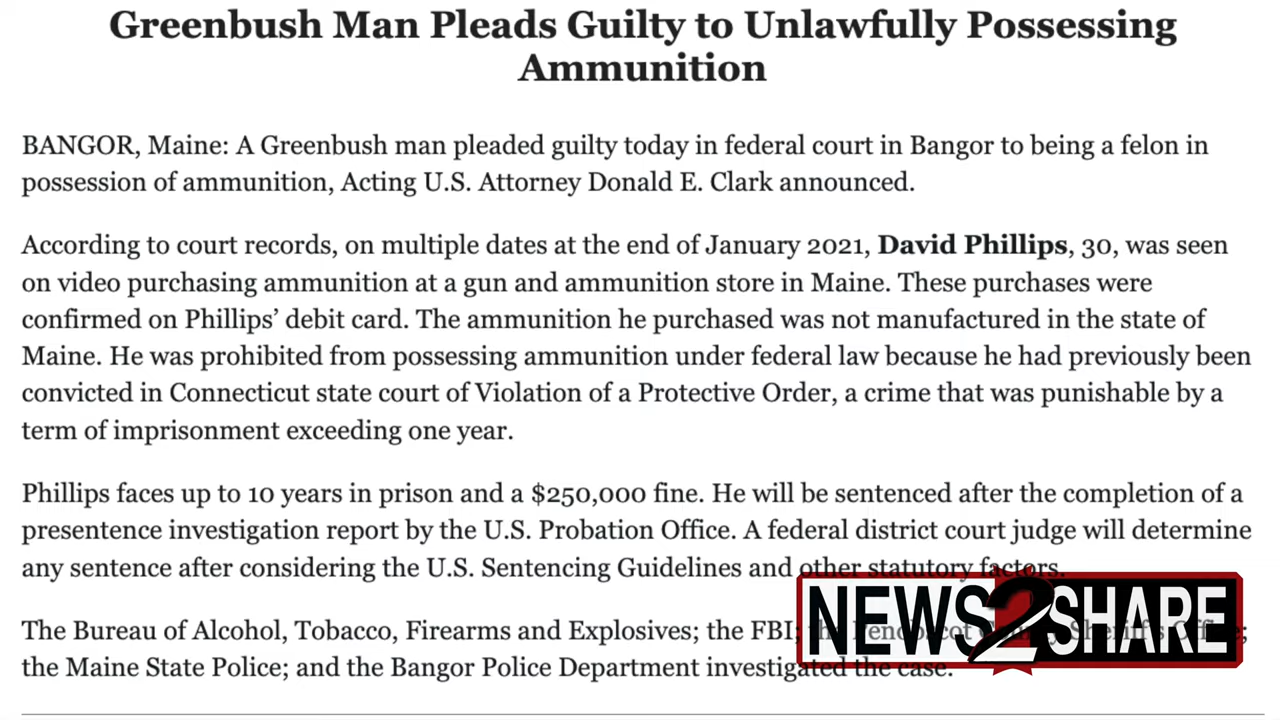 Greenbush Man Pleads Guilty to Unlawfully Possessing
Ammunition
BANGOR, Maine: A Greenbush man pleaded guilty today in federal court in Bangor to being a felon in
possession of ammunition, Acting U.S. Attorney Donald E. Clark announced.
According to court records, on multiple dates at the end of January 2021, David Phillips, 30, was seen
on video purchasing ammunition at a gun and ammunition store in Maine. These purchases were
confirmed on Phillips’ debit card. The ammunition he purchased was not manufactured in the state of
Maine. He was prohibited from possessing ammunition under federal law because he had previously been
convicted in Connecticut state court of Violation of a Protective Order, a crime that was punishable by a
term of imprisonment exceeding one year.
Phillips faces up to 10 years in prison and a $250,000 fine. He will be sentenced after the completion of a
presentence investigation report by the U.S. Probation Office. A federal district court judge will determine
any sentence after considering the U.S. Sentencing Guidelines and other statutory factors.
The Bureau of Alcohol, Tobacco, Firearms and Explosives; the FBI; the Penobscot County Sheriff's Office;
the Maine State Police; and the Bangor Police Department investigated the case.
NEWS2SHARE